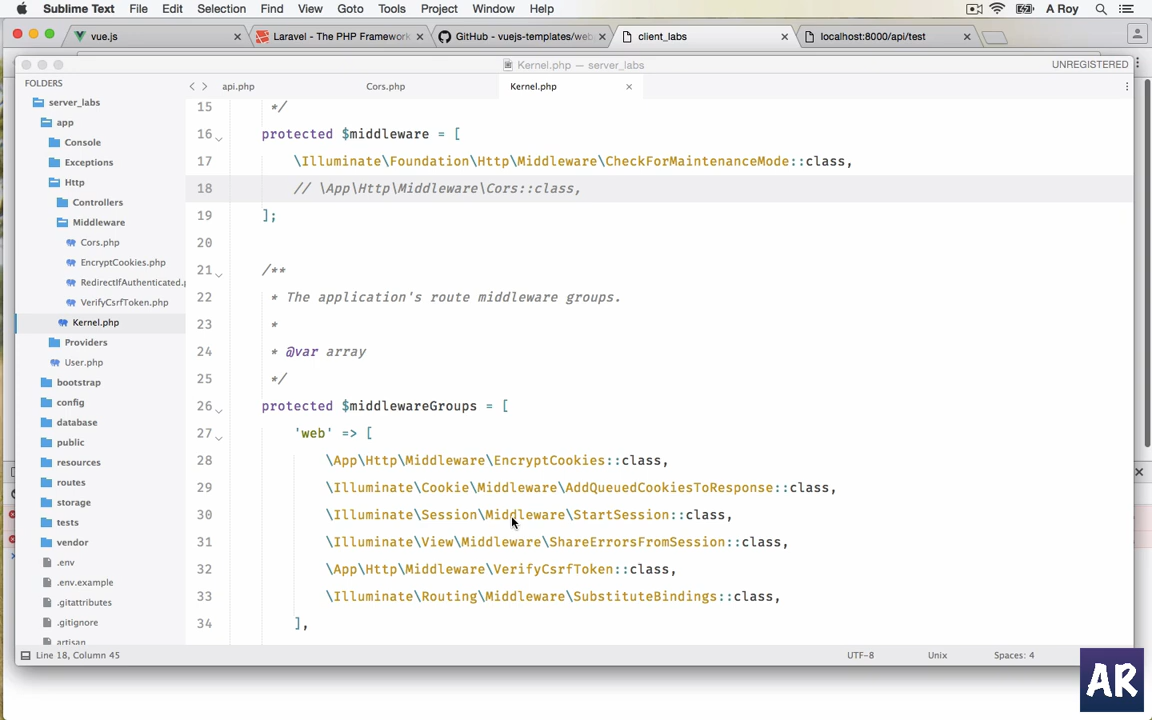 Sublime Text File Edit Selection Find View Goto Tools Project Window Help A Roy
vue.js
Laravel - The PHP Framework
GitHub - vuejs-templates/web
client_labs
localhost:8000/api/test
Kernel.php — server_labs
UNREGISTERED
FOLDERS
server_labs
app
Console
Exceptions
Http
Controllers
Middleware
Cors.php
EncryptCookies.php
RedirectIfAuthenticated.p
VerifyCsrfToken.php
Kernel.php
Providers
User.php
bootstrap
config
database
public
resources
routes
storage
tests
vendor
.env
.env.example
.gitattributes
.gitignore
artisan
api.php
Cors.php
Kernel.php
15 */
16 protected $middleware = [
17 \Illuminate\Foundation\Http\Middleware\CheckForMaintenanceMode::class,
18 // \App\Http\Middleware\Cors::class,
19 ];
20
21 /**
22 * The application's route middleware groups.
23 *
24 * @var array
25 */
26 protected $middlewareGroups = [
27 'web' => [
28 \App\Http\Middleware\EncryptCookies::class,
29 \Illuminate\Cookie\Middleware\AddQueuedCookiesToResponse::class,
30 \Illuminate\Session\Middleware\StartSession::class,
31 \Illuminate\View\Middleware\ShareErrorsFromSession::class,
32 \App\Http\Middleware\VerifyCsrfToken::class,
33 \Illuminate\Routing\Middleware\SubstituteBindings::class,
34 ],
Line 18, Column 45
UTF-8
Unix
Spaces: 4
AR